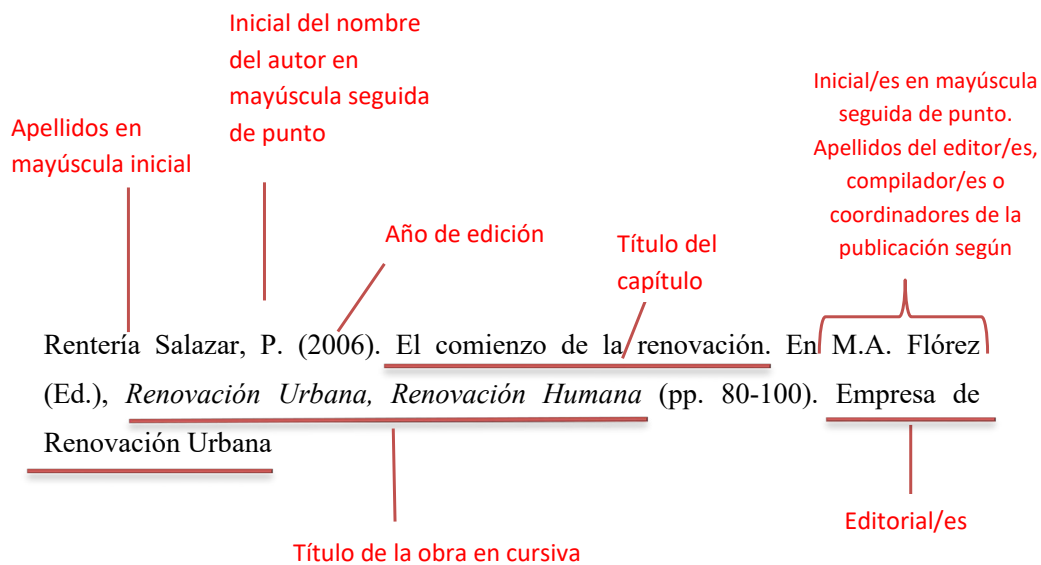 Inicial del nombre
del autor en
mayúscula seguida
de punto
Inicial/es en mayúscula
seguida de punto.
Apellidos del editor/es,
compilador/es o
coordinadores de la
publicación según
Apellidos en
mayúscula inicial
Año de edición
Título del
capítulo
Rentería Salazar, P. (2006). El comienzo de la renovación. En M.A. Flórez
(Ed.), Renovación Urbana, Renovación Humana (pp. 80-100). Empresa de
Renovación Urbana
Editorial/es
Título de la obra en cursiva